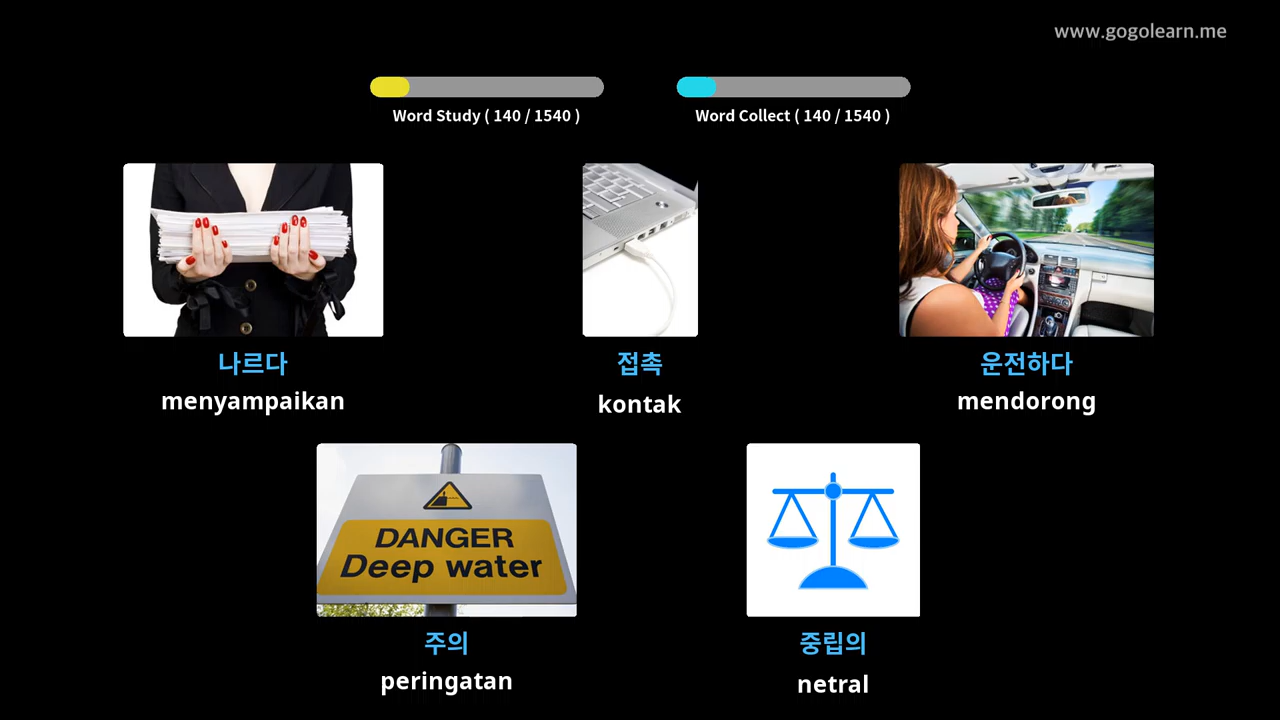 www.gogolearn.me
Word Study ( 140 / 1540 )
Word Collect ( 140 / 1540 )
나르다
menyampaikan
접촉
kontak
운전하다
mendorong
DANGER
Deep water
주의
peringatan
중립의
netral